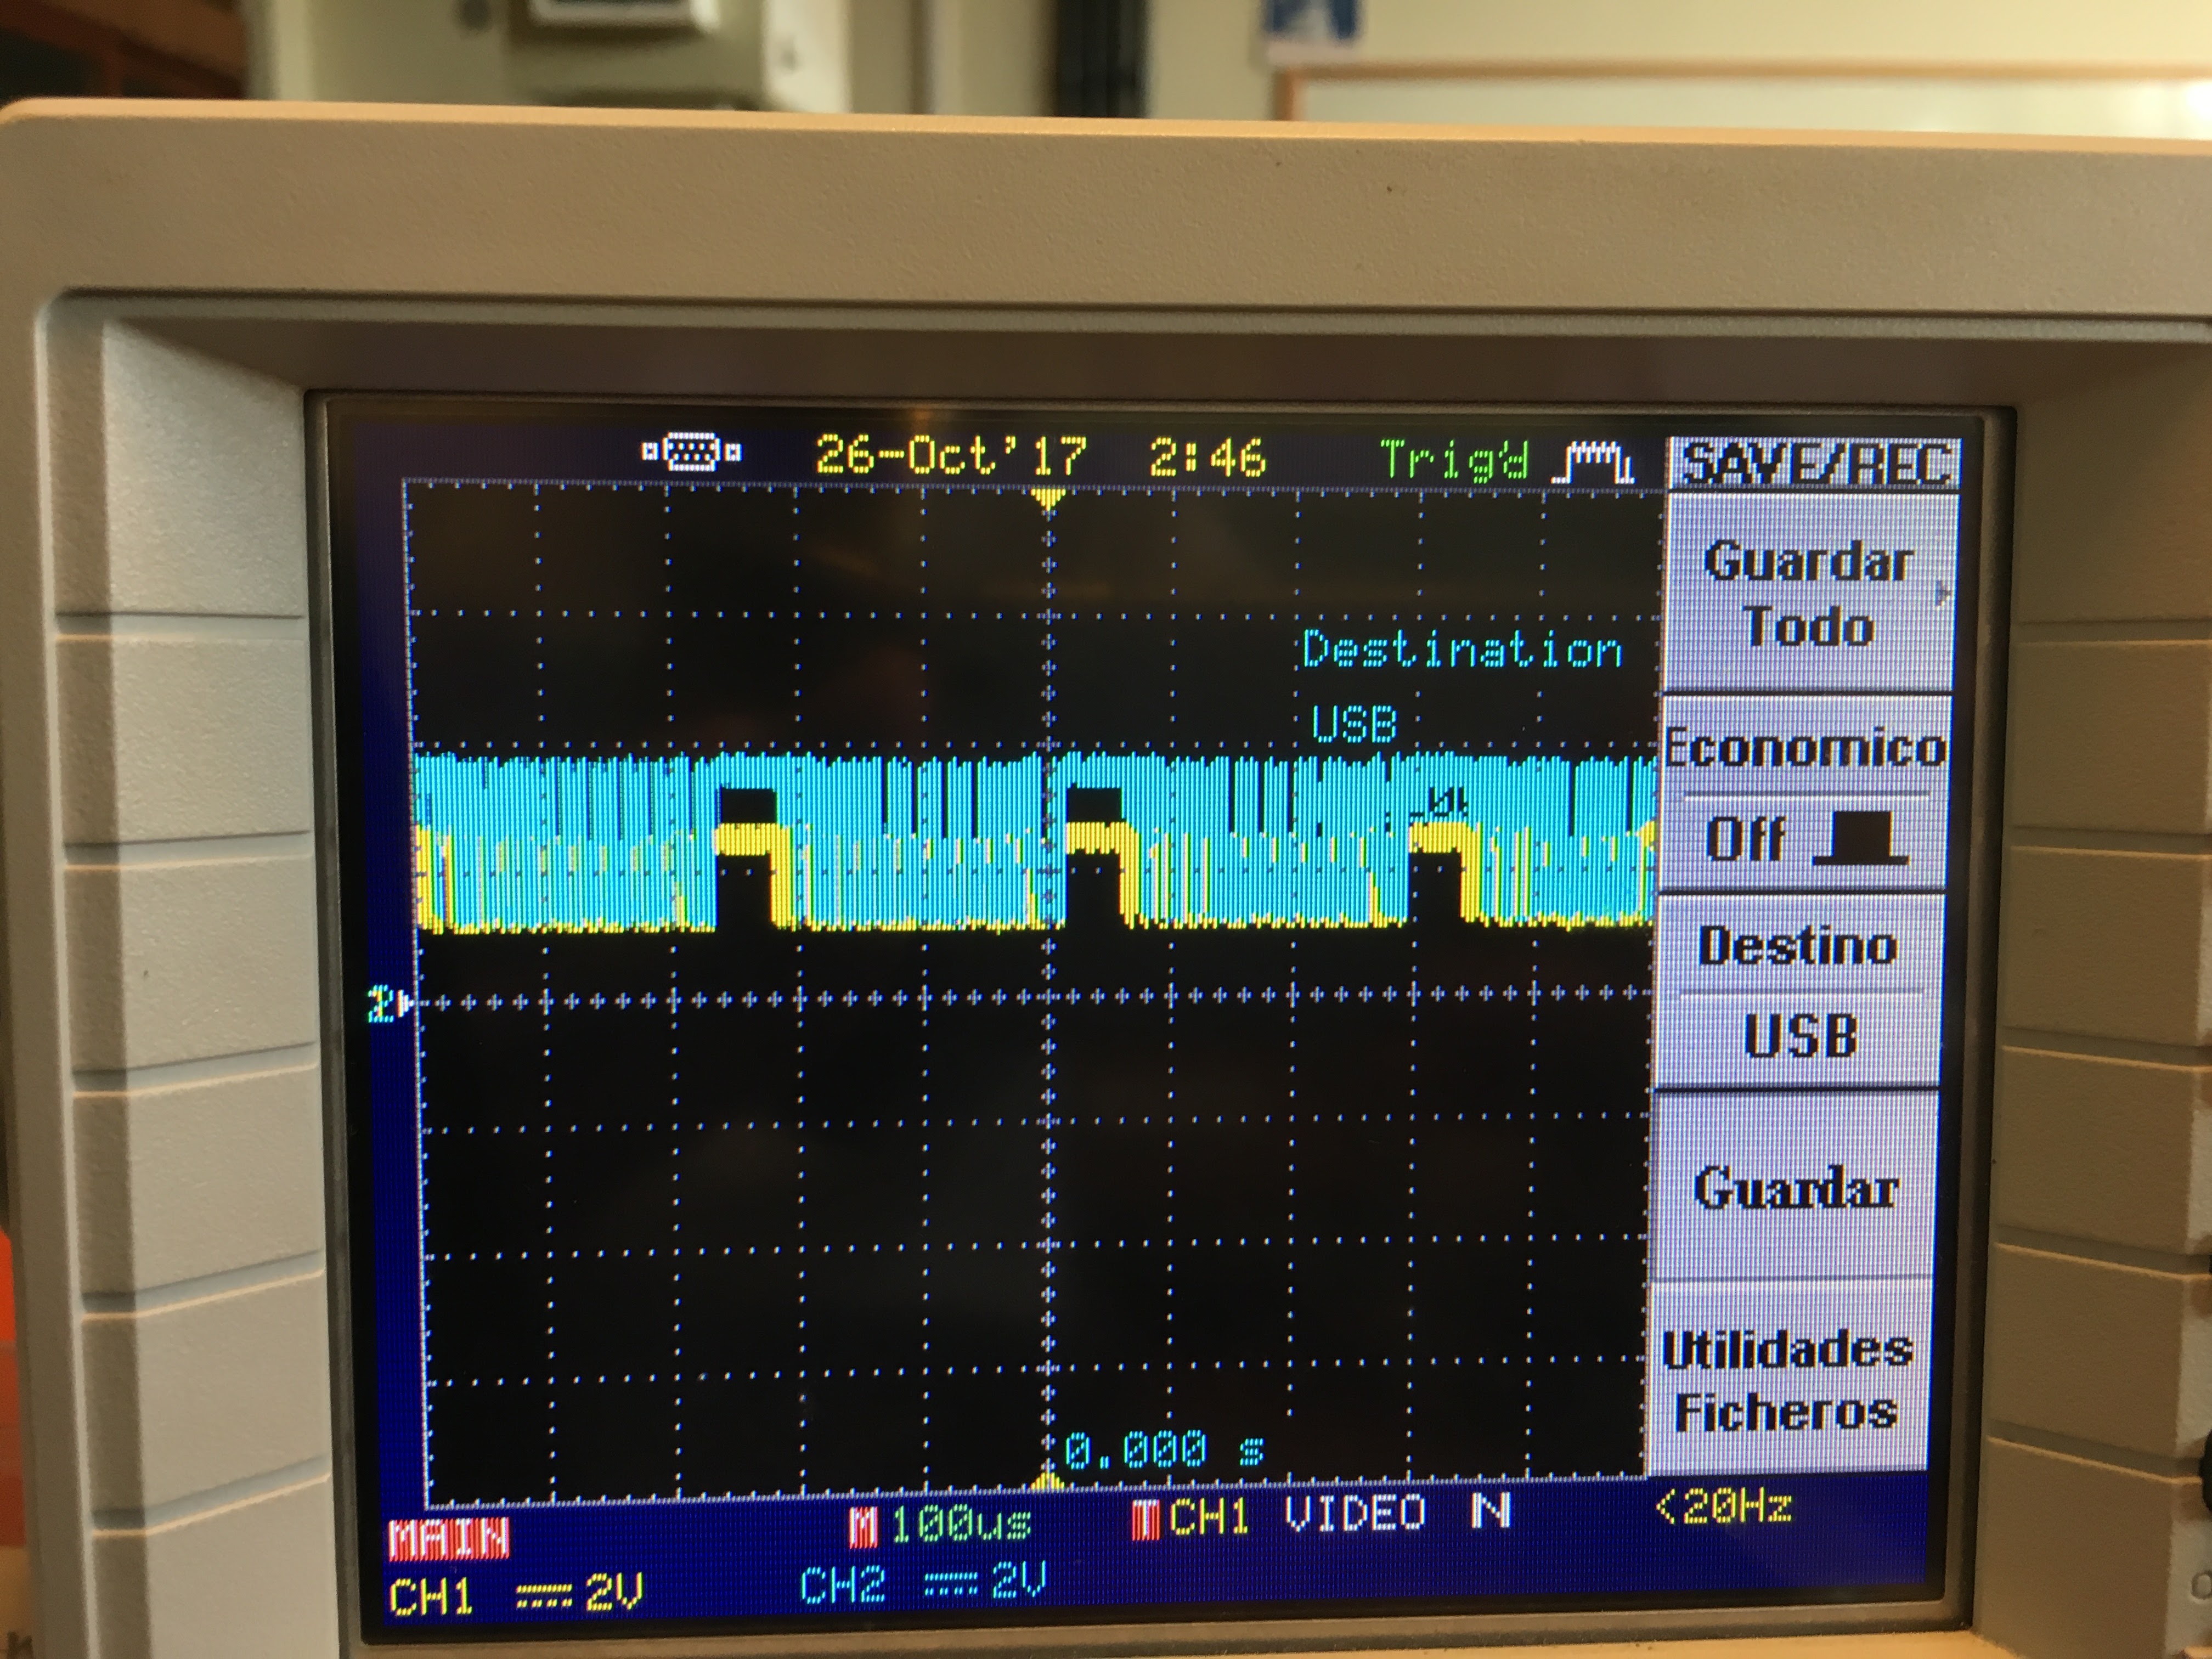 26-Oct'17 2:46 Trig'd SAVE/REC
Guardar
Todo
Destination
USB
Economico
Off
Destino
USB
2
Guardar
Utilidades
Ficheros
0.000 s
MAIN M 100us T CH1 VIDEO N <20Hz
CH1 2V CH2 2V